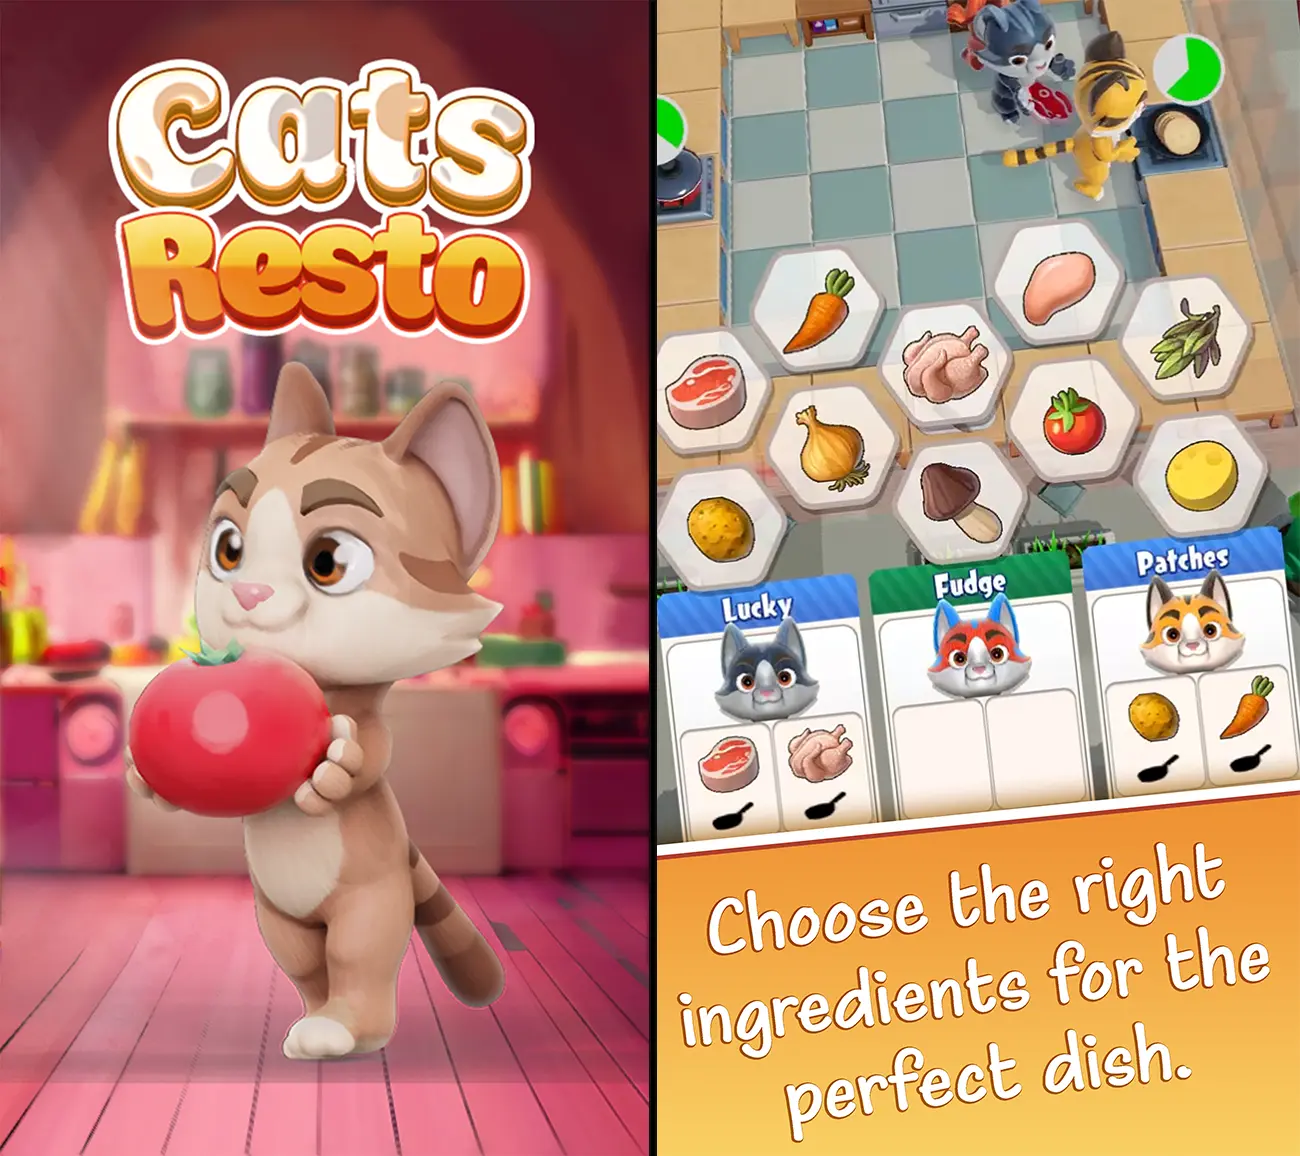 Cats
Resto
Lucky
Fudge
Patches
Choose the right
ingredients for the
perfect dish.